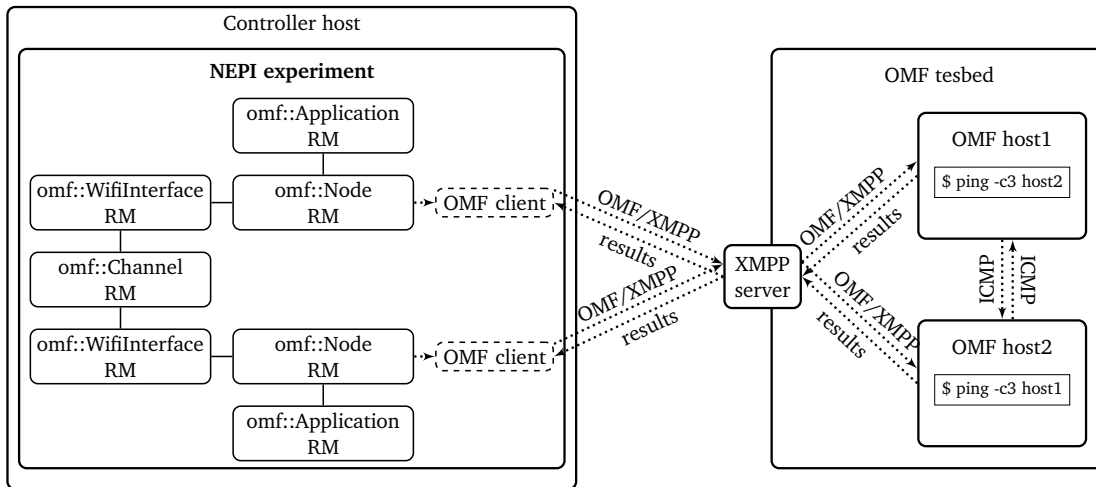 Controller host
NEPI experiment
omf::Application
RM
omf::WifiInterface
RM
omf::Node
RM
OMF client
omf::Channel
RM
omf::WifiInterface
RM
omf::Node
RM
OMF client
omf::Application
RM
OMF/XMPP
results
OMF/XMPP
results
XMPP
server
OMF tesbed
OMF/XMPP
results
OMF/XMPP
results
OMF host1
$ ping -c3 host2
ICMP
ICMP
OMF host2
$ ping -c3 host1